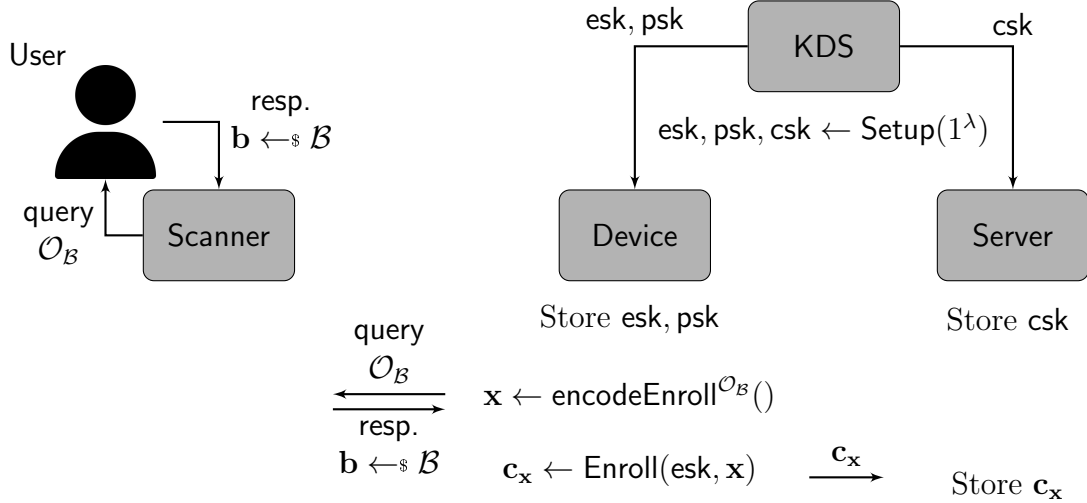 User
resp.
b ←$ 𝓑
query
𝒪_𝓑
Scanner
esk, psk
KDS
csk
esk, psk, csk ← Setup(1^λ)
Device
Server
Store esk, psk
Store csk
query
𝒪_𝓑
resp.
b ←$ 𝓑
x ← encodeEnroll^{𝒪_𝓑}()
c_x ← Enroll(esk, x)
c_x
Store c_x